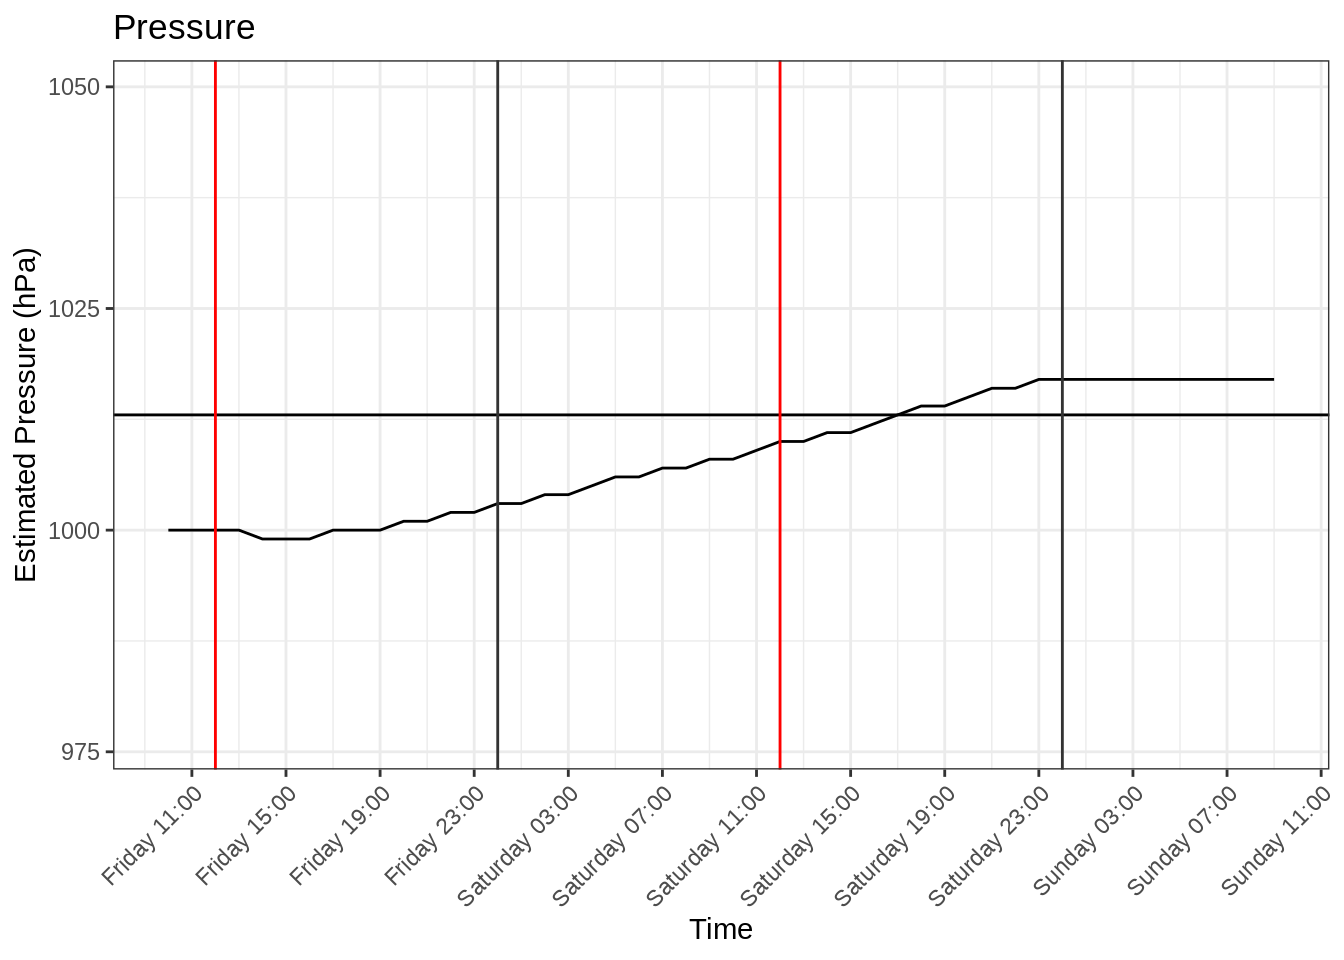 Pressure
Estimated Pressure (hPa)
1050
1025
1000
975
Friday 11:00
Friday 15:00
Friday 19:00
Friday 23:00
Saturday 03:00
Saturday 07:00
Saturday 11:00
Saturday 15:00
Saturday 19:00
Saturday 23:00
Sunday 03:00
Sunday 07:00
Sunday 11:00
Time